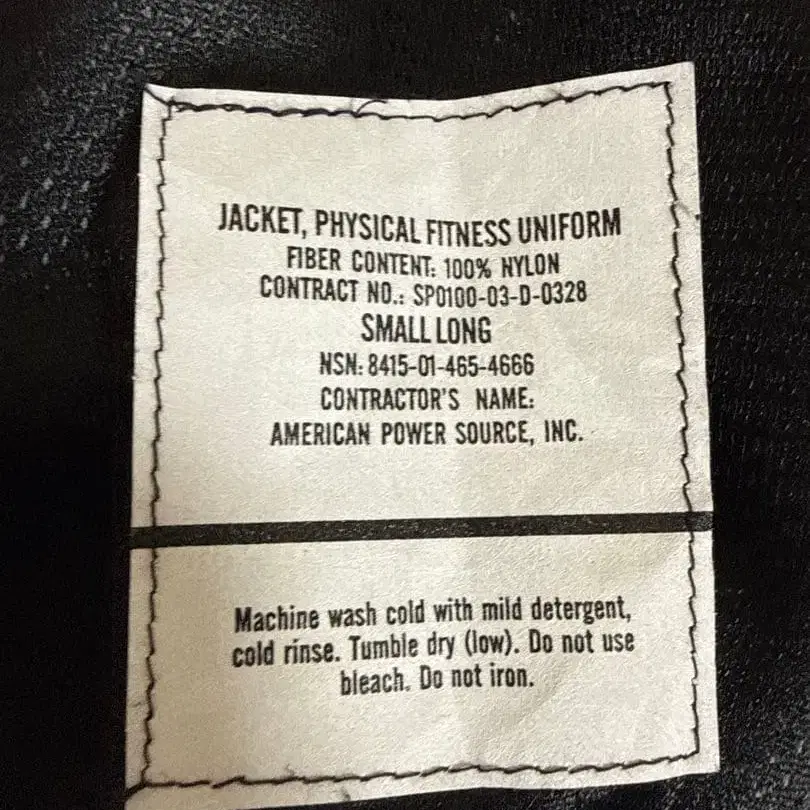 JACKET, PHYSICAL FITNESS UNIFORM
FIBER CONTENT: 100% NYLON
CONTRACT NO.: SP0100-03-D-0328
SMALL LONG
NSN: 8415-01-465-4666
CONTRACTOR'S NAME:
AMERICAN POWER SOURCE, INC.
Machine wash cold with mild detergent,
cold rinse. Tumble dry (low). Do not use
bleach. Do not iron.